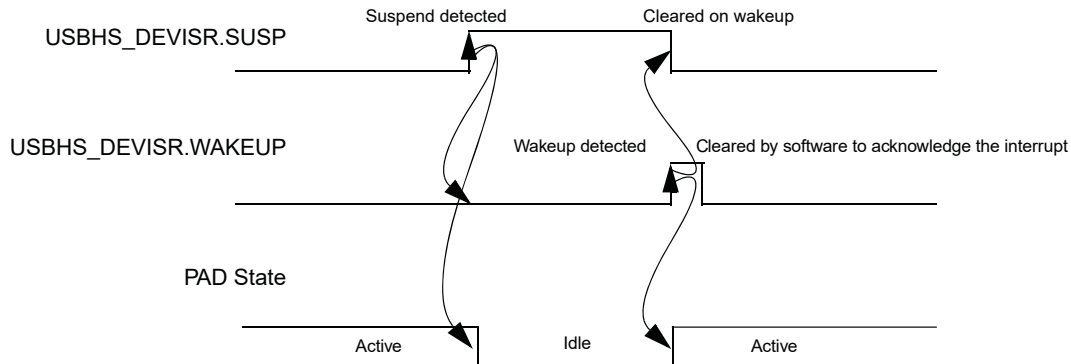 Suspend detected
Cleared on wakeup
USBHS_DEVISR.SUSP
USBHS_DEVISR.WAKEUP
Wakeup detected
Cleared by software to acknowledge the interrupt
PAD State
Active
Idle
Active